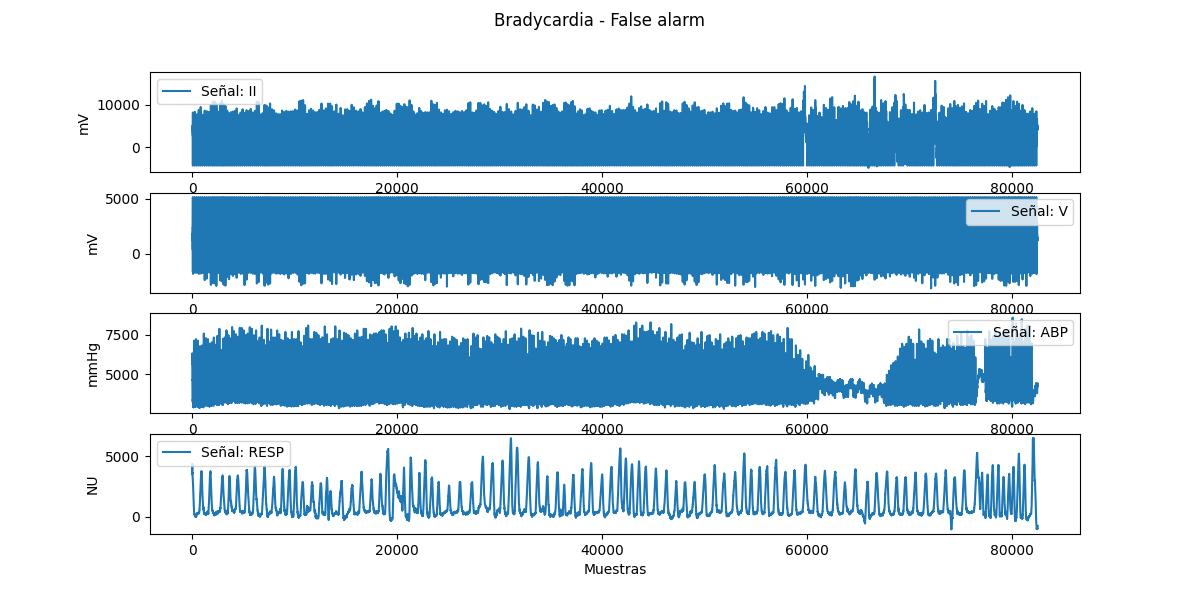 Bradycardia - False alarm
Señal: II
mV
10000
0
0 20000 40000 60000 80000
Señal: V
mV
5000
0
0 20000 40000 60000 80000
Señal: ABP
mmHg
7500
5000
0 20000 40000 60000 80000
Señal: RESP
NU
5000
0
0 20000 40000 60000 80000
Muestras